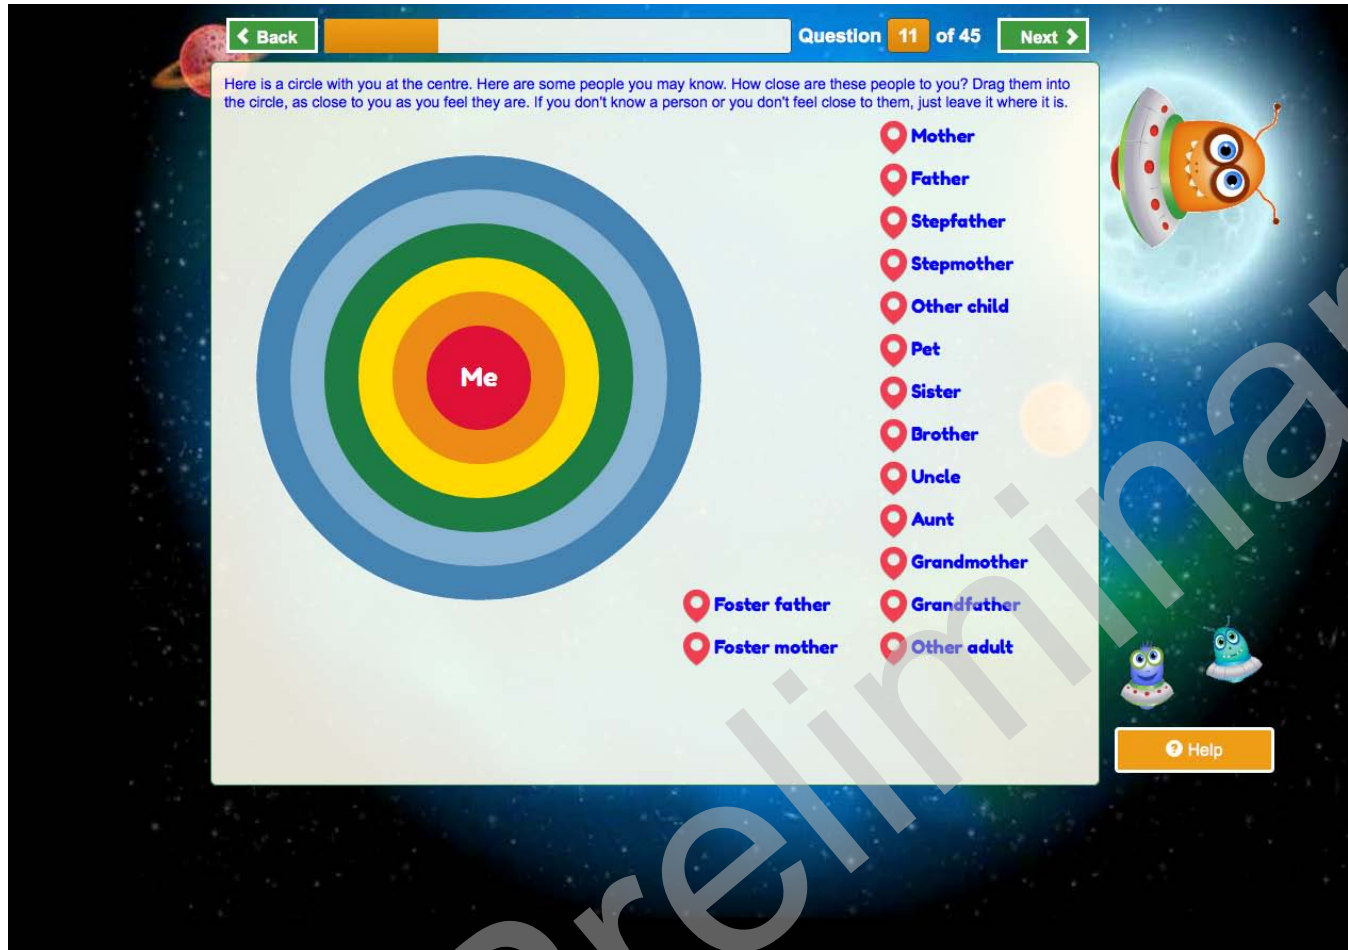 Back
Question 11 of 45
Next
Here is a circle with you at the centre. Here are some people you may know. How close are these people to you? Drag them into
the circle, as close to you as you feel they are. If you don't know a person or you don't feel close to them, just leave it where it is.
Mother
Father
Stepfather
Stepmother
Other child
Pet
Me
Sister
Brother
Uncle
Aunt
Grandmother
Foster father
Grandfather
Foster mother
Other adult
? Help